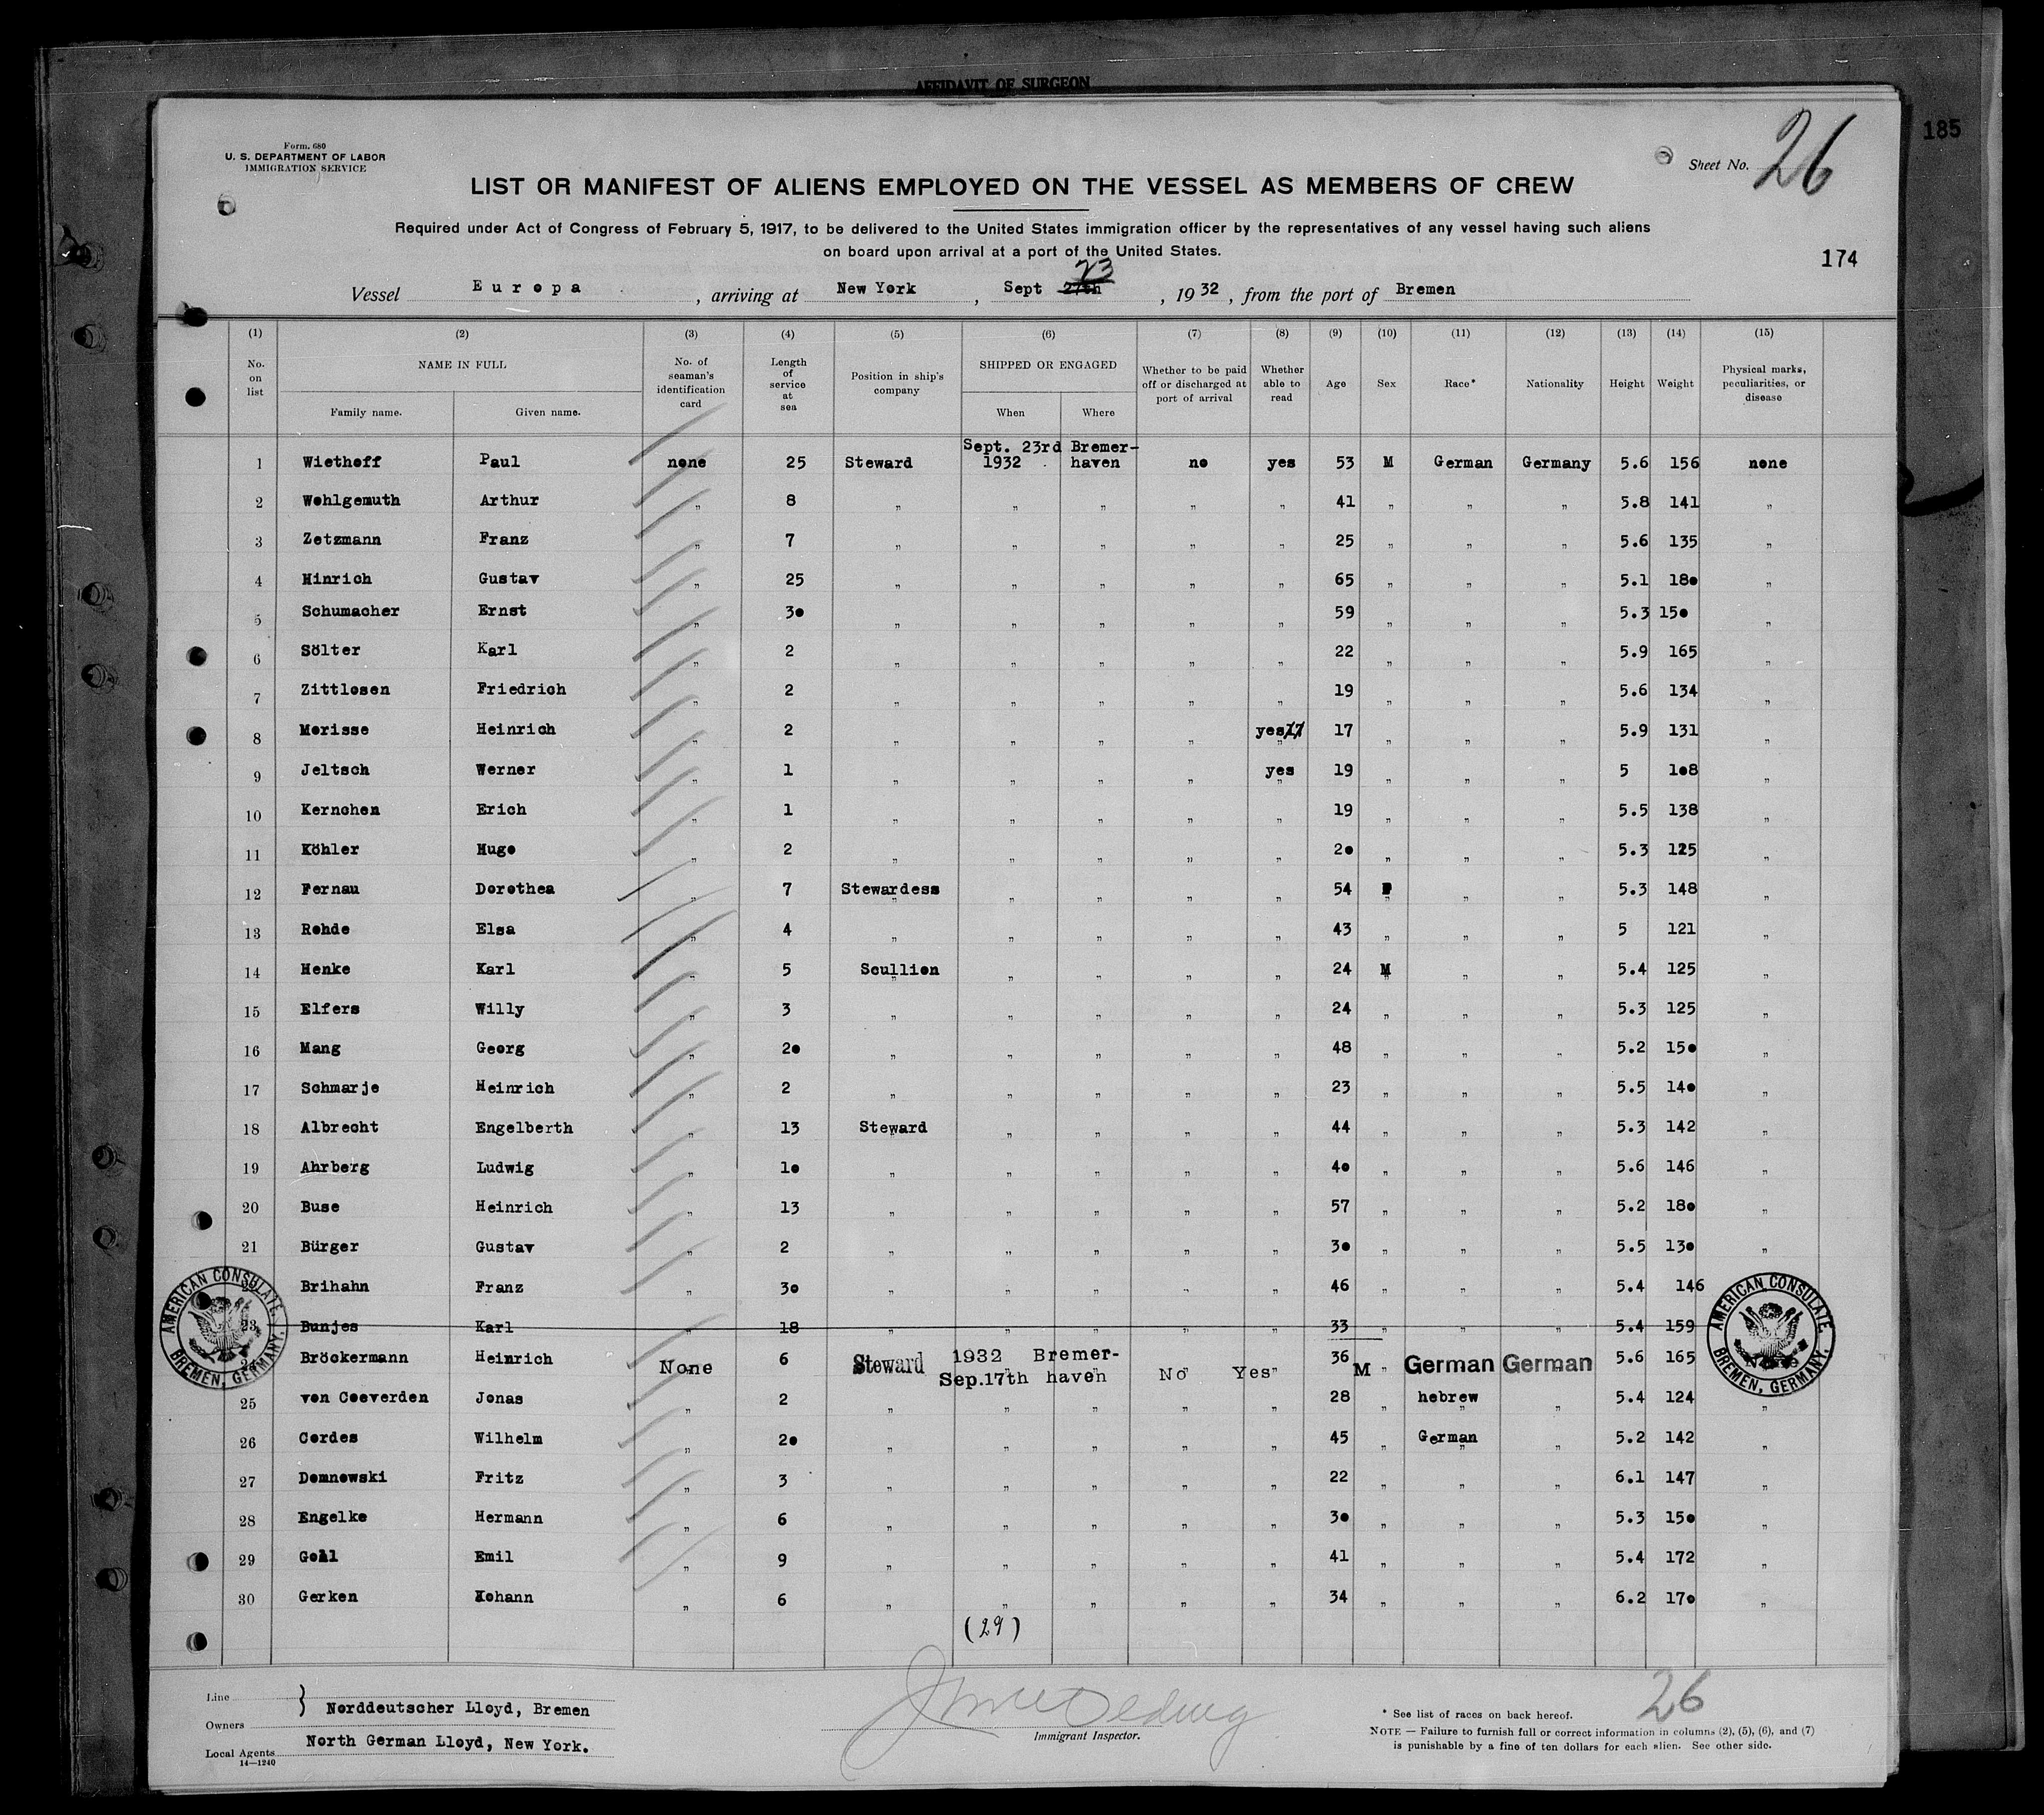 AFFIDAVIT OF SURGEON
185
Form. 680
U. S. DEPARTMENT OF LABOR
IMMIGRATION SERVICE
Sheet No. 26
LIST OR MANIFEST OF ALIENS EMPLOYED ON THE VESSEL AS MEMBERS OF CREW
Required under Act of Congress of February 5, 1917, to be delivered to the United States immigration officer by the representatives of any vessel having such aliens
on board upon arrival at a port of the United States.
174
23
Vessel Europa , arriving at New York , Sept 27th , 1932 , from the port of Bremen
(1) (2) (3) (4) (5) (6) (7) (8) (9) (10) (11) (12) (13) (14) (15)
No. on list NAME IN FULL Family name. Given name. No. of seaman's identification card Length of service at sea Position in ship's company SHIPPED OR ENGAGED When Where Whether to be paid off or discharged at port of arrival Whether able to read Age Sex Race* Nationality Height Weight Physical marks, peculiarities, or disease
1 Wiethoff Paul none 25 Steward Sept. 23rd 1932 Bremer-haven no yes 53 M German Germany 5.6 156 none
2 Wohlgemuth Arthur " 8 " " " " " 41 " " " 5.8 141 "
3 Zetzmann Franz " 7 " " " " " 25 " " " 5.6 135 "
4 Hinrich Gustav " 25 " " " " " 65 " " " 5.1 180 "
5 Schumacher Ernst " 30 " " " " " 59 " " " 5.3 150 "
6 Sölter Karl " 2 " " " " " 22 " " " 5.9 165 "
7 Zittlosen Friedrich " 2 " " " " " 19 " " " 5.6 134 "
8 Morisse Heinrich " 2 " " " " yes17 17 " " " 5.9 131 "
9 Jeltsch Werner " 1 " " " " yes 19 " " " 5 108 "
10 Kernchen Erich " 1 " " " " " 19 " " " 5.5 138 "
11 Köhler Hugo " 2 " " " " " 20 " " " 5.3 125 "
12 Fernau Dorothea " 7 Stewardess " " " " 54 F " " 5.3 148 "
13 Rohde Elsa " 4 " " " " " 43 " " " 5 121 "
14 Henke Karl " 5 Scullion " " " " 24 M " " 5.4 125 "
15 Elfers Willy " 3 " " " " " 24 " " " 5.3 125 "
16 Mang Georg " 20 " " " " " 48 " " " 5.2 150 "
17 Schmarje Heinrich " 2 " " " " " 23 " " " 5.5 140 "
18 Albrecht Engelberth " 13 Steward " " " " 44 " " " 5.3 142 "
19 Ahrberg Ludwig " 10 " " " " " 40 " " " 5.6 146 "
20 Buse Heinrich " 13 " " " " " 57 " " " 5.2 180 "
21 Bürger Gustav " 2 " " " " " 30 " " " 5.5 130 "
22 Brihahn Franz " 30 " " " " " 46 " " " 5.4 146
23 Bunjes Karl " 18 " " " " " 33 " " " 5.4 159
24 Bröckermann Heinrich None 6 Steward 1932 Sep.17th Bremer-haven No Yes 36 M German German 5.6 165 None
25 von Coeverden Jonas " 2 " " " " " 28 " hebrew " 5.4 124 "
26 Cordes Wilhelm " 20 " " " " " 45 " German " 5.2 142 "
27 Domnowski Fritz " 3 " " " " " 22 " " " 6.1 147 "
28 Engelke Hermann " 6 " " " " " 30 " " " 5.3 150 "
29 Goll Emil " 9 " " " " " 41 " " " 5.4 172 "
30 Gerken Johann " 6 " " " " " 34 " " " 6.2 170 "
(29)
AMERICAN CONSULATE, BREMEN, GERMANY.
AMERICAN CONSULATE, BREMEN, GERMANY.
Line
Owners } Norddeutscher Lloyd, Bremen
Local Agents North German Lloyd, New York.
14—1240
Immigrant Inspector.
26
* See list of races on back hereof.
NOTE — Failure to furnish full or correct information in columns (2), (5), (6), and (7)
is punishable by a fine of ten dollars for each alien. See other side.